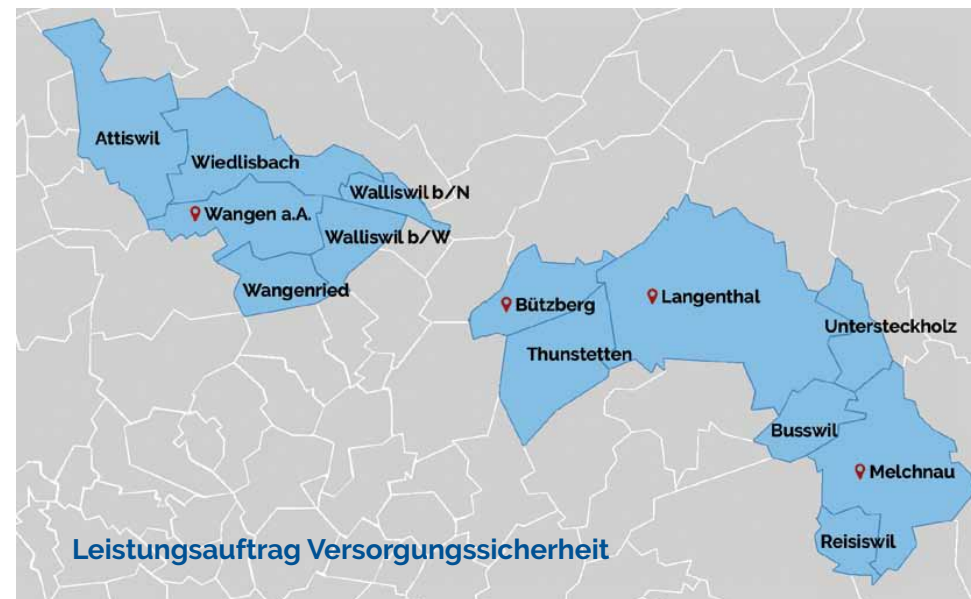 Attiswil
Wiedlisbach
Walliswil b/N
Wangen a.A.
Walliswil b/W
Wangenried
Bützberg
Langenthal
Untersteckholz
Thunstetten
Busswil
Melchnau
Reisiswil
Leistungsauftrag Versorgungssicherheit